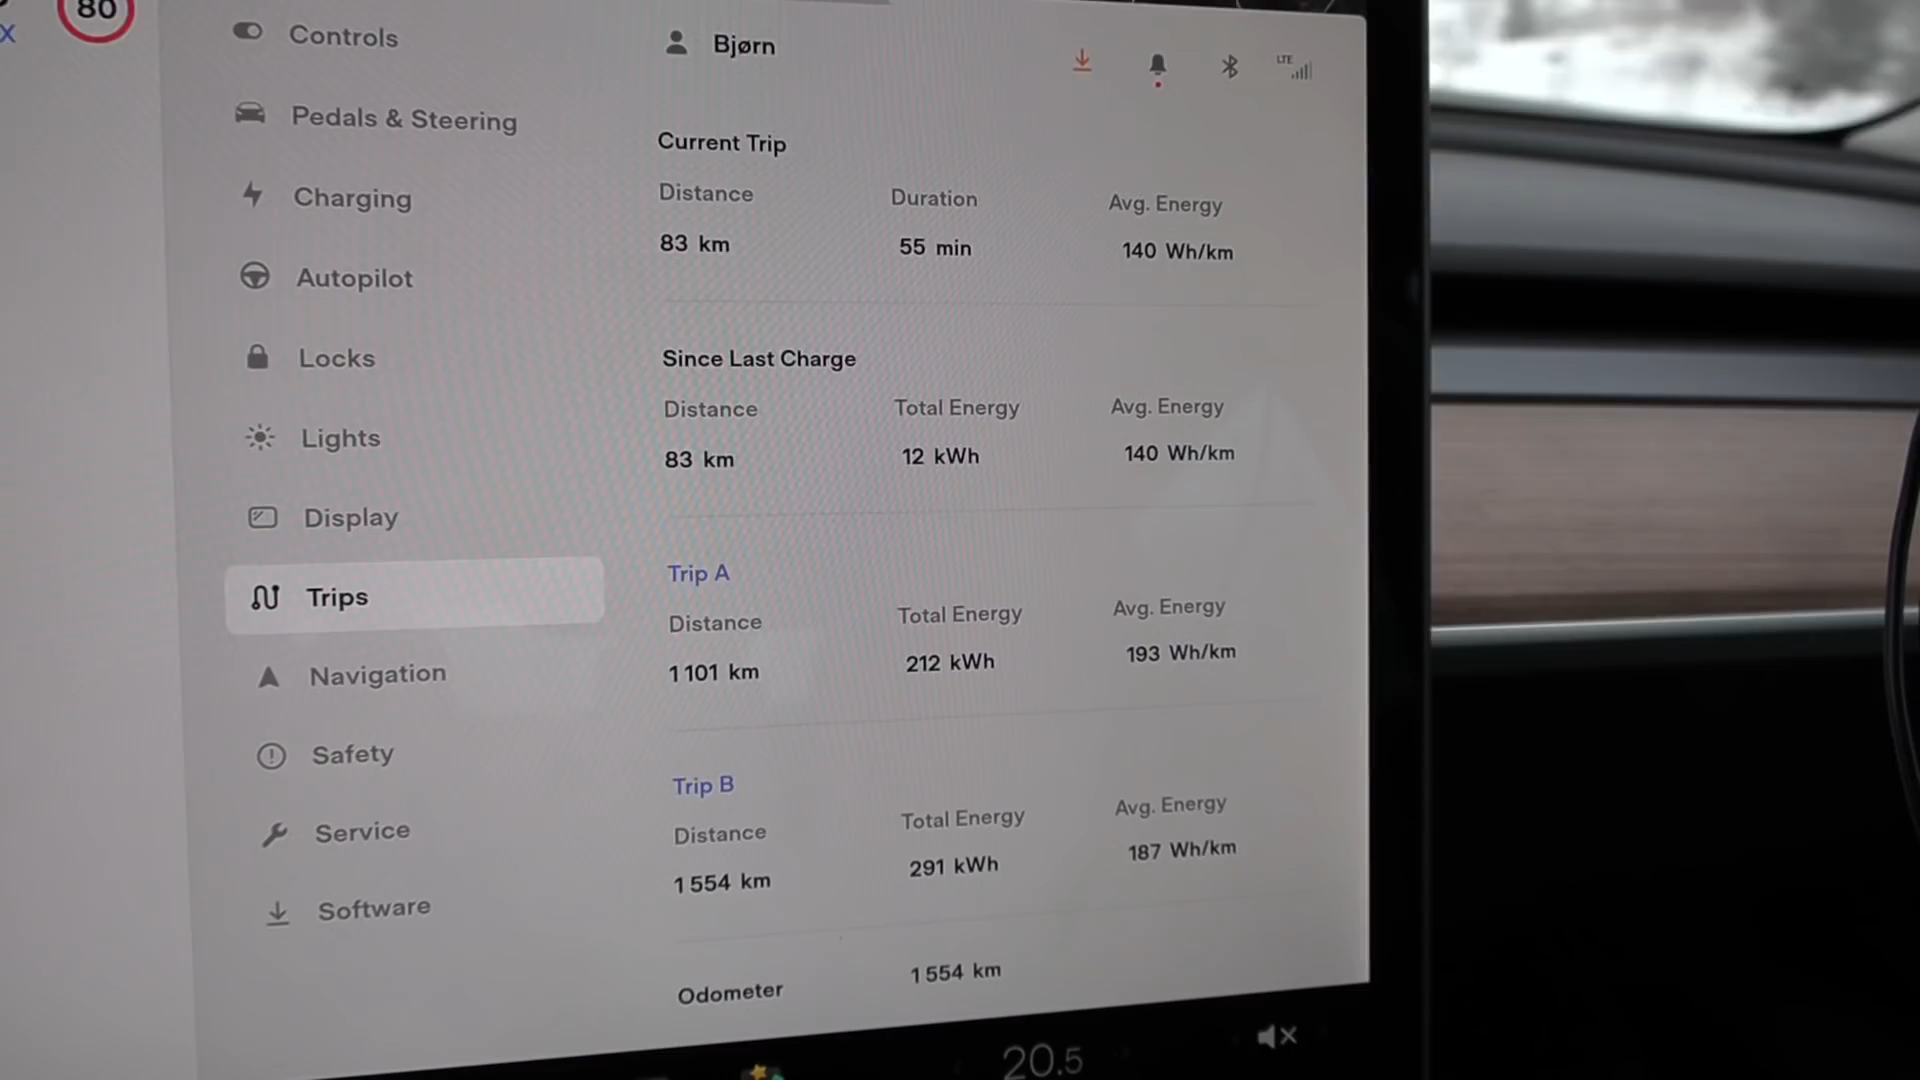 80
X
Controls
Pedals & Steering
Charging
Autopilot
Locks
Lights
Display
Trips
Navigation
Safety
Service
Software
Bjørn
LTE
Current Trip
Distance Duration Avg. Energy
83 km 55 min 140 Wh/km
Since Last Charge
Distance Total Energy Avg. Energy
83 km 12 kWh 140 Wh/km
Trip A
Distance Total Energy Avg. Energy
1 101 km 212 kWh 193 Wh/km
Trip B
Distance Total Energy Avg. Energy
1 554 km 291 kWh 187 Wh/km
Odometer 1 554 km
20.5